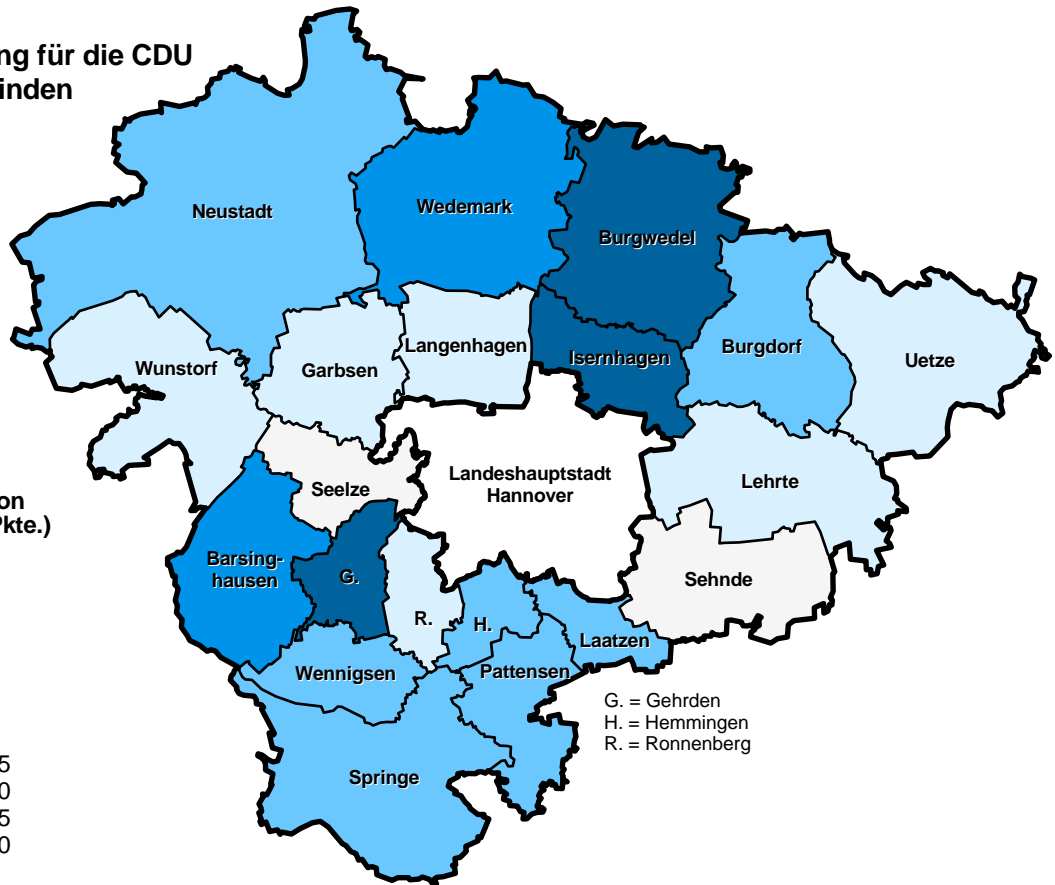 ng für die CDU
inden
Neustadt
Wedemark
Burgwedel
Wunstorf
Garbsen
Langenhagen
Isernhagen
Burgdorf
Uetze
Seelze
Landeshauptstadt
Hannover
Lehrte
on
Pkte.)
Barsing-
hausen
G.
R.
H.
Sehnde
Laatzen
Wennigsen
Pattensen
G. = Gehrden
H. = Hemmingen
R. = Ronnenberg
Springe
5
0
5
0